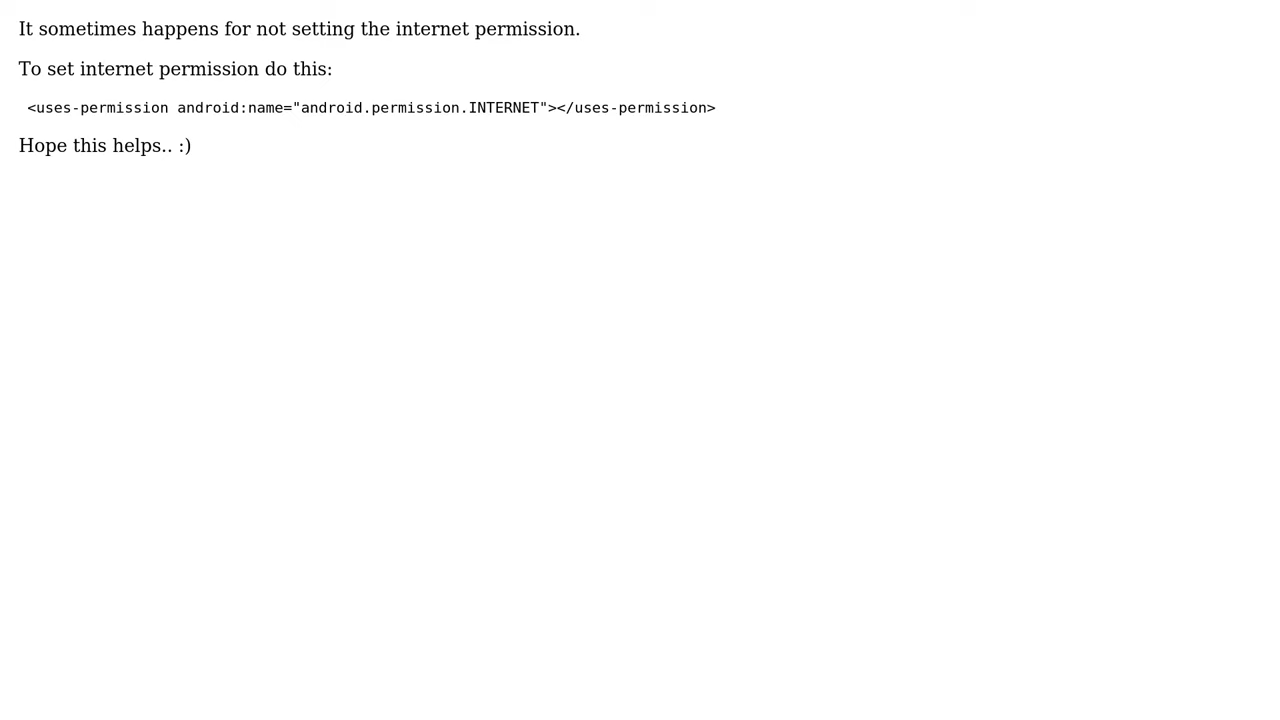 It sometimes happens for not setting the internet permission.
To set internet permission do this:
<uses-permission android:name="android.permission.INTERNET"></uses-permission>
Hope this helps.. :)